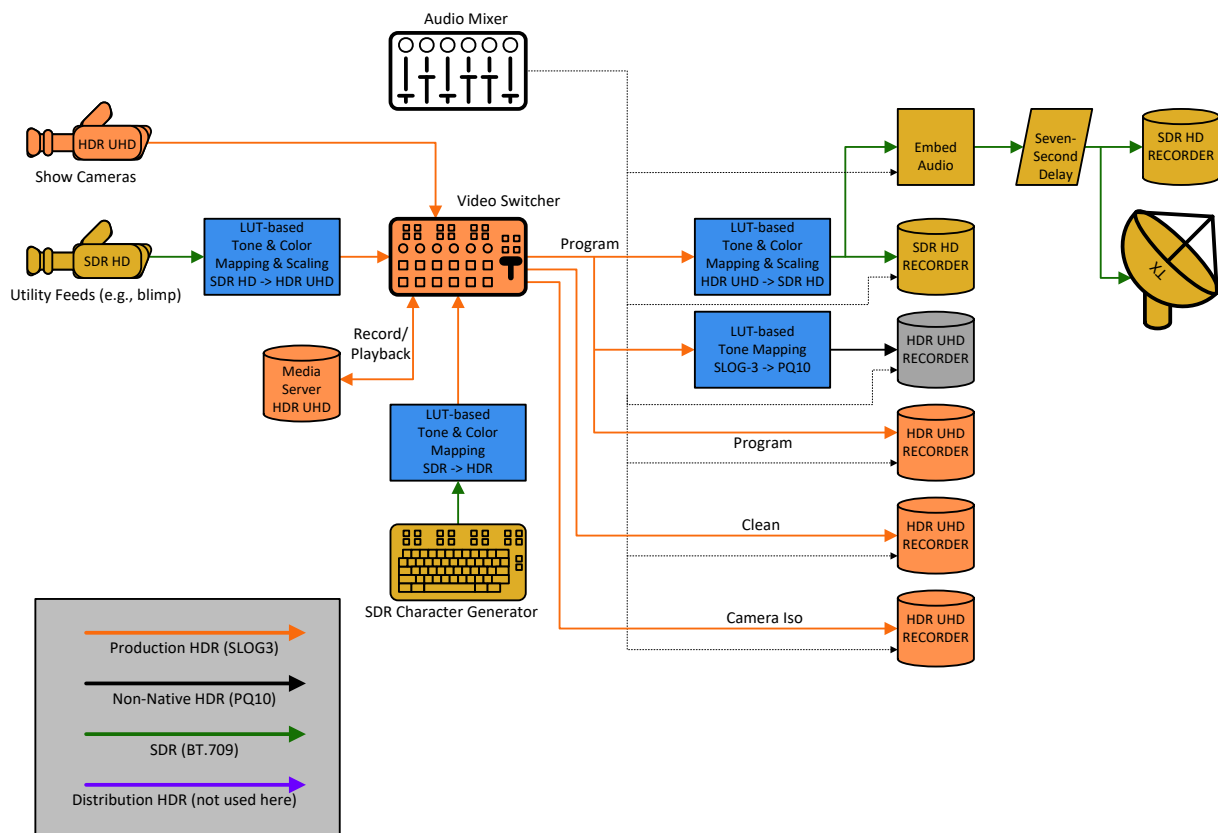 Audio Mixer
HDR UHD
Show Cameras
SDR HD
Utility Feeds (e.g., blimp)
LUT-based
Tone & Color
Mapping & Scaling
SDR HD -> HDR UHD
Video Switcher
Record/
Playback
Media
Server
HDR UHD
LUT-based
Tone & Color
Mapping
SDR -> HDR
SDR Character Generator
Program
LUT-based
Tone & Color
Mapping & Scaling
HDR UHD -> SDR HD
Embed
Audio
Seven-
Second
Delay
SDR HD
RECORDER
TX
SDR HD
RECORDER
LUT-based
Tone Mapping
SLOG-3 -> PQ10
HDR UHD
RECORDER
Program
HDR UHD
RECORDER
Clean
HDR UHD
RECORDER
Camera Iso
HDR UHD
RECORDER
Production HDR (SLOG3)
Non-Native HDR (PQ10)
SDR (BT.709)
Distribution HDR (not used here)